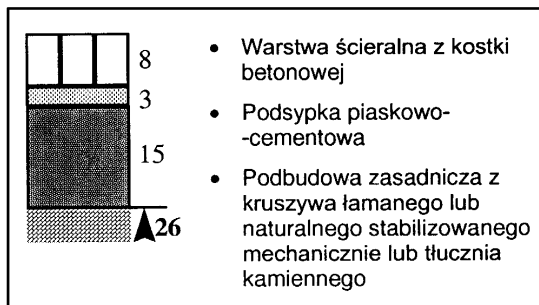 8
3
15
26
• Warstwa ścieralna z kostki
betonowej
• Podsypka piaskowo-
-cementowa
• Podbudowa zasadnicza z
kruszywa łamanego lub
naturalnego stabilizowanego
mechanicznie lub tłucznia
kamiennego